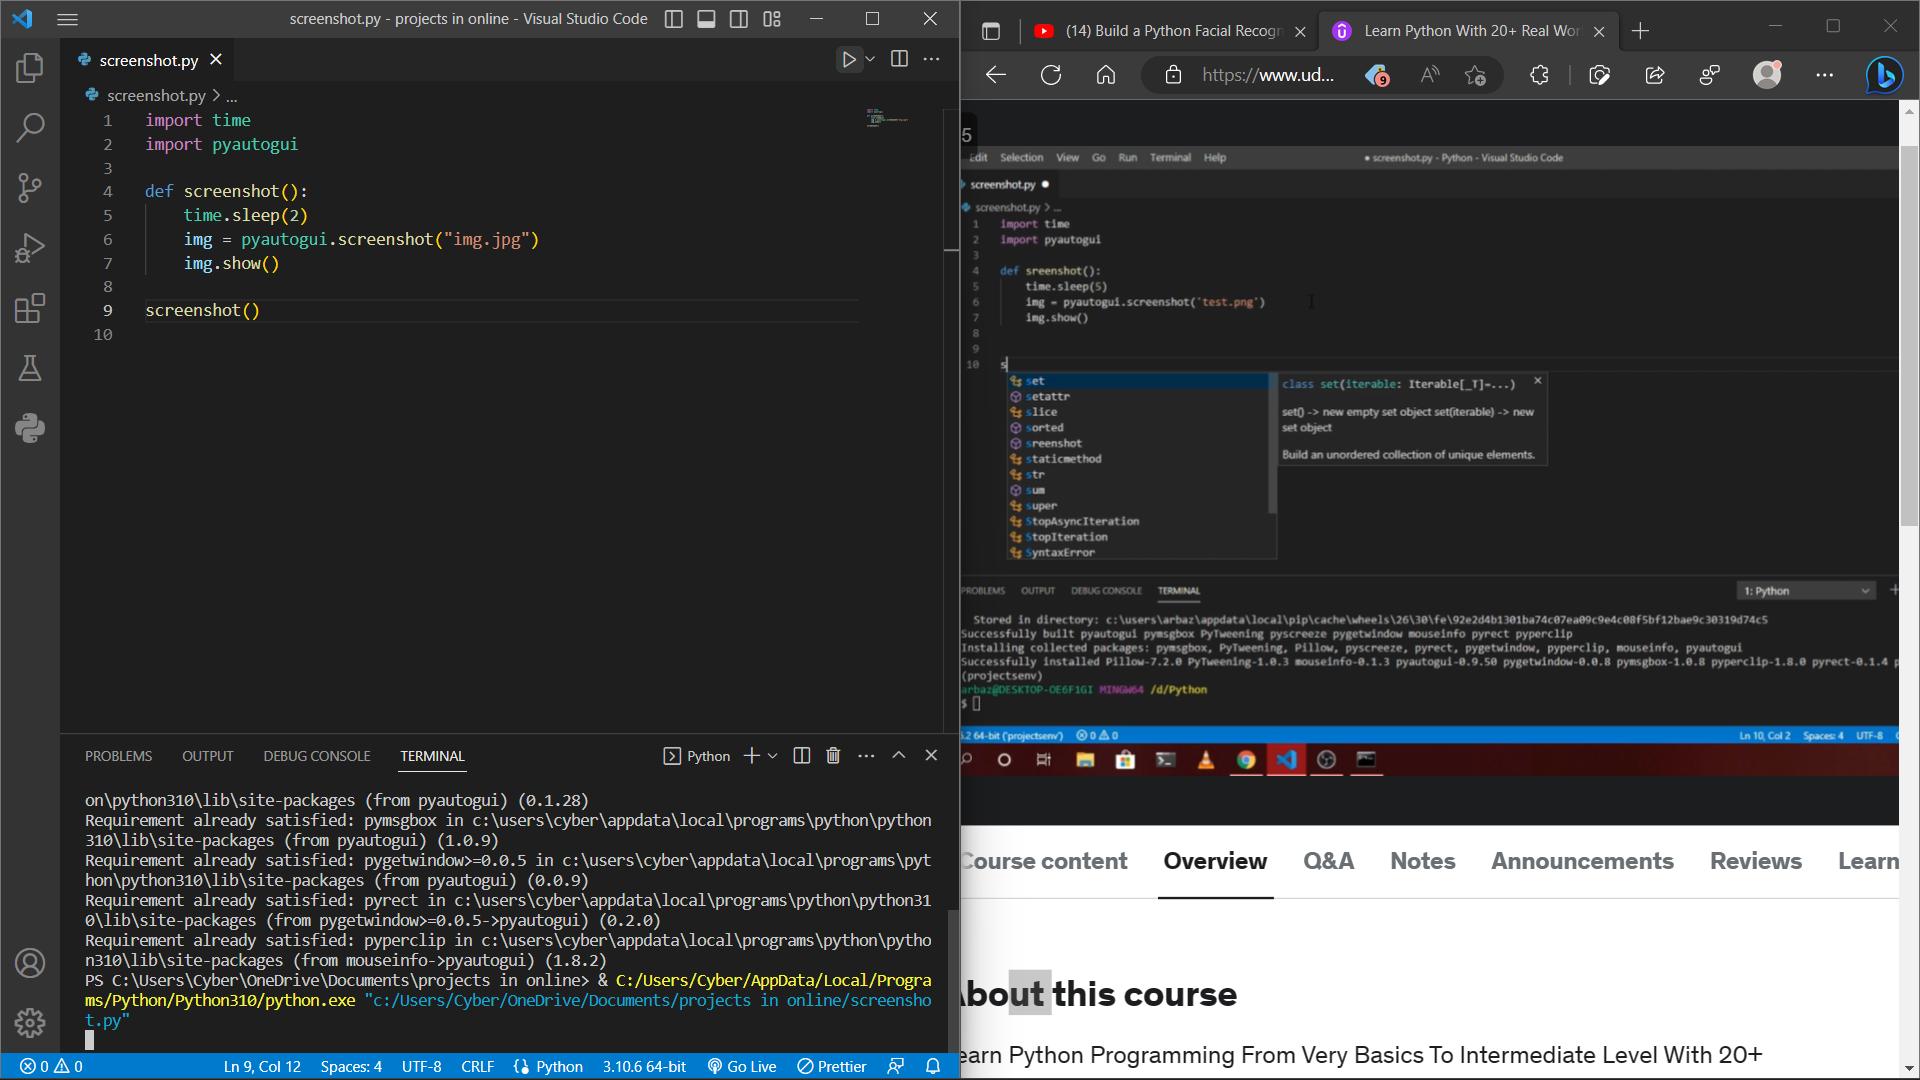 screenshot.py - projects in online - Visual Studio Code
screenshot.py
screenshot.py > ...
1 import time
2 import pyautogui
3
4 def screenshot():
5 time.sleep(2)
6 img = pyautogui.screenshot("img.jpg")
7 img.show()
8
9 screenshot()
10
PROBLEMS OUTPUT DEBUG CONSOLE TERMINAL Python
on\python310\lib\site-packages (from pyautogui) (0.1.28)
Requirement already satisfied: pymsgbox in c:\users\cyber\appdata\local\programs\python\python
310\lib\site-packages (from pyautogui) (1.0.9)
Requirement already satisfied: pygetwindow>=0.0.5 in c:\users\cyber\appdata\local\programs\pyt
hon\python310\lib\site-packages (from pyautogui) (0.0.9)
Requirement already satisfied: pyrect in c:\users\cyber\appdata\local\programs\python\python31
0\lib\site-packages (from pygetwindow>=0.0.5->pyautogui) (0.2.0)
Requirement already satisfied: pyperclip in c:\users\cyber\appdata\local\programs\python\pytho
n310\lib\site-packages (from mouseinfo->pyautogui) (1.8.2)
PS C:\Users\Cyber\OneDrive\Documents\projects in online> & C:/Users/Cyber/AppData/Local/Progra
ms/Python/Python310/python.exe "c:/Users/Cyber/OneDrive/Documents/projects in online/screensho
t.py"
0 0 Ln 9, Col 12 Spaces: 4 UTF-8 CRLF Python 3.10.6 64-bit Go Live Prettier
(14) Build a Python Facial Recogn Learn Python With 20+ Real Wor
https://www.ud... 9
5
Edit Selection View Go Run Terminal Help ● screenshot.py - Python - Visual Studio Code
screenshot.py ●
screenshot.py > ...
1 import time
2 import pyautogui
3
4 def sreenshot():
5 time.sleep(5)
6 img = pyautogui.screenshot('test.png')
7 img.show()
8
9
10 s
set
setattr
slice
sorted
sreenshot
staticmethod
str
sum
super
StopAsyncIteration
StopIteration
SyntaxError
class set(iterable: Iterable[_T]=...)
set() -> new empty set object set(iterable) -> new
set object
Build an unordered collection of unique elements.
PROBLEMS OUTPUT DEBUG CONSOLE TERMINAL 1: Python
Stored in directory: c:\users\arbaz\appdata\local\pip\cache\wheels\26\30\fe\92e2d4b1301ba74c07ea09c9e4c08f5bf12bae9c30319d74c5
Successfully built pyautogui pymsgbox PyTweening pyscreeze pygetwindow mouseinfo pyrect pyperclip
Installing collected packages: pymsgbox, PyTweening, Pillow, pyscreeze, pyrect, pygetwindow, pyperclip, mouseinfo, pyautogui
Successfully installed Pillow-7.2.0 PyTweening-1.0.3 mouseinfo-0.1.3 pyautogui-0.9.50 pygetwindow-0.0.8 pymsgbox-1.0.8 pyperclip-1.8.0 pyrect-0.1.4 p
(projectsenv)
arbaz@DESKTOP-OE6F1GI MINGW64 /d/Python
$
.2 64-bit ('projectsenv') 0 0 Ln 10, Col 2 Spaces: 4 UTF-8
Course content Overview Q&A Notes Announcements Reviews Learn
About this course
earn Python Programming From Very Basics To Intermediate Level With 20+